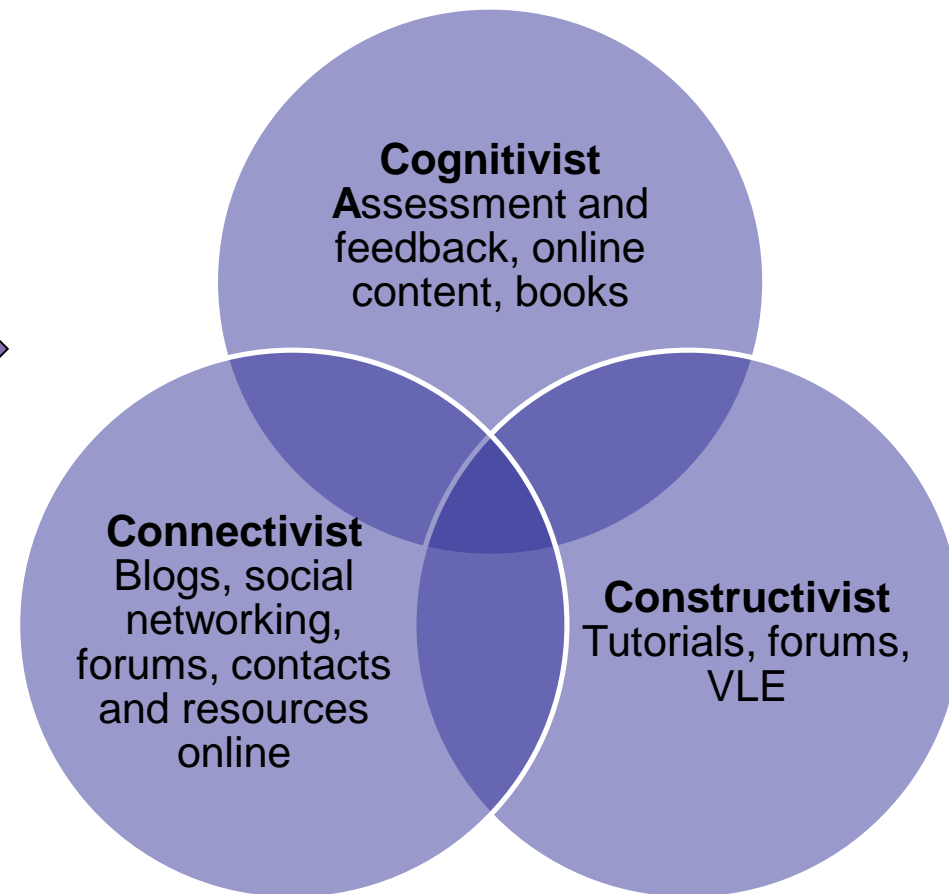 Cognitivist
Assessment and
feedback, online
content, books
Connectivist
Blogs, social
networking,
forums, contacts
and resources
online
Constructivist
Tutorials, forums,
VLE